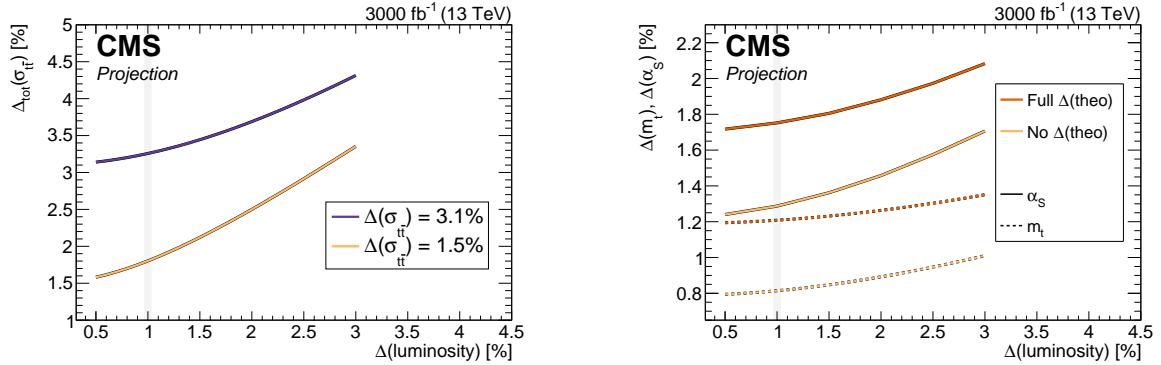 3000 fb⁻¹ (13 TeV)
CMS
Projection
Δtot(σtt̄) [%]
5
4.5
4
3.5
3
2.5
2
1.5
1
Δ(σtt̄) = 3.1%
Δ(σtt̄) = 1.5%
0.5 1 1.5 2 2.5 3 3.5 4 4.5
Δ(luminosity) [%]
3000 fb⁻¹ (13 TeV)
CMS
Projection
Δ(mt), Δ(αS) [%]
2.2
2
1.8
1.6
1.4
1.2
1
0.8
Full Δ(theo)
No Δ(theo)
αS
mt
0.5 1 1.5 2 2.5 3 3.5 4 4.5
Δ(luminosity) [%]